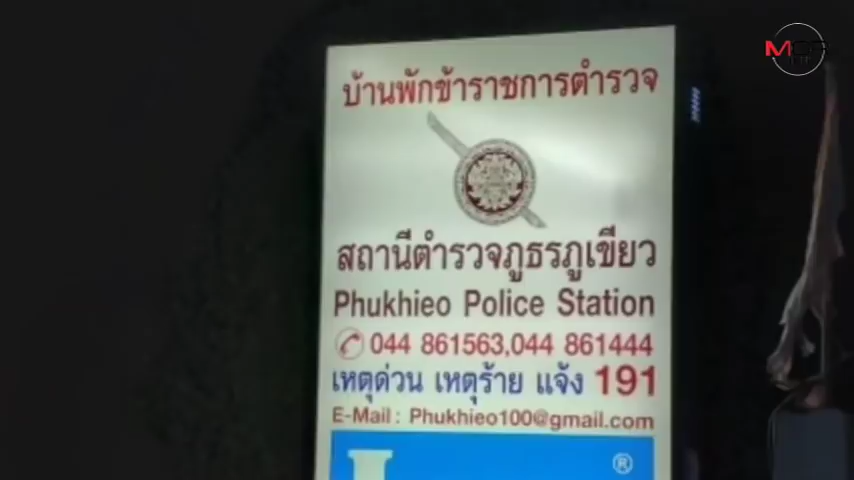 บ้านพักข้าราชการตำรวจ
สถานีตำรวจภูธรภูเขียว
Phukhieo Police Station
044 861563,044 861444
เหตุด่วน เหตุร้าย แจ้ง 191
E-Mail : Phukhieo100@gmail.com
®